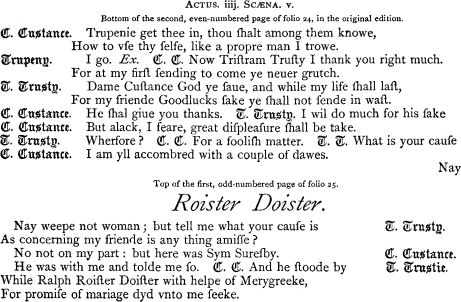 ACTUS. iiij. SCÆNA. v.
Bottom of the second, even-numbered page of folio 24, in the original edition.
C. Cuſtance. Trupenie get thee in, thou ſhalt among them knowe,
How to vſe thy ſelfe, like a propre man I trowe.
Trupeny. I go. Ex. C. C. Now Triſtram Truſty I thank you right much.
For at my firſt ſending to come ye neuer grutch.
T. Truſty. Dame Cuſtance God ye ſaue, and while my life ſhall laſt,
For my friende Goodlucks ſake ye ſhall not ſende in waſt.
C. Cuſtance. He ſhal giue you thanks. T. Truſty. I wil do much for his ſake
C. Cuſtance. But alack, I feare, great diſpleaſure ſhall be take.
T. Truſty. Wherfore? C. C. For a fooliſh matter. T. T. What is your cauſe
C. Cuſtance. I am yll accombred with a couple of dawes.
Nay
Top of the first, odd-numbered page of folio 25.
Roister Doister.
Nay weepe not woman; but tell me what your cauſe is T. Truſty.
As concerning my friende is any thing amiſſe?
No not on my part: but here was Sym Sureſby. C. Cuſtance.
He was with me and tolde me ſo. C. C. And he ſtoode by T. Truſtie.
While Ralph Roiſter Doiſter with helpe of Merygreeke,
For promiſe of mariage dyd vnto me ſeeke.